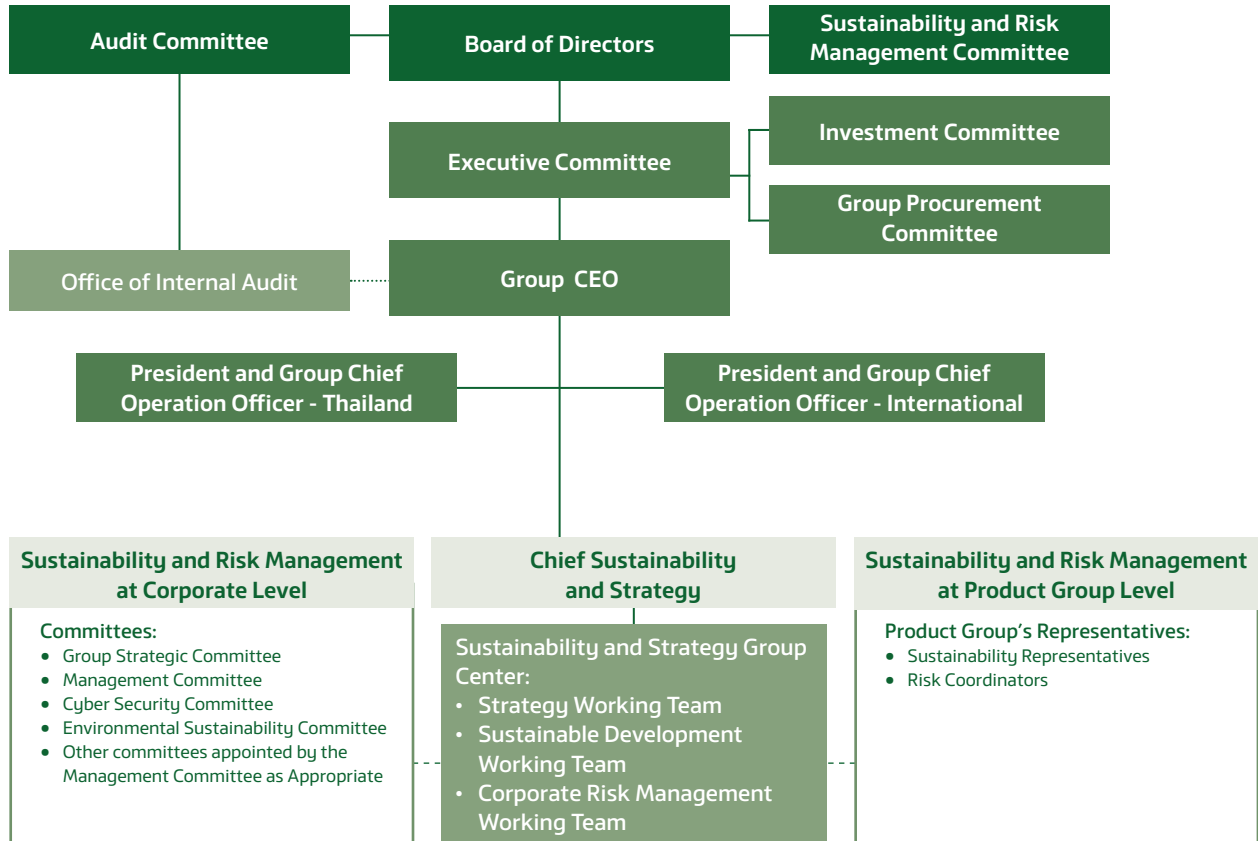 Audit Committee
Board of Directors
Sustainability and Risk
Management Committee
Executive Committee
Investment Committee
Group Procurement
Committee
Office of Internal Audit
Group CEO
President and Group Chief
Operation Officer - Thailand
President and Group Chief
Operation Officer - International
Sustainability and Risk Management
at Corporate Level
Committees:
• Group Strategic Committee
• Management Committee
• Cyber Security Committee
• Environmental Sustainability Committee
• Other committees appointed by the
Management Committee as Appropriate
Chief Sustainability
and Strategy
Sustainability and Strategy Group
Center:
• Strategy Working Team
• Sustainable Development
Working Team
• Corporate Risk Management
Working Team
Sustainability and Risk Management
at Product Group Level
Product Group’s Representatives:
• Sustainability Representatives
• Risk Coordinators